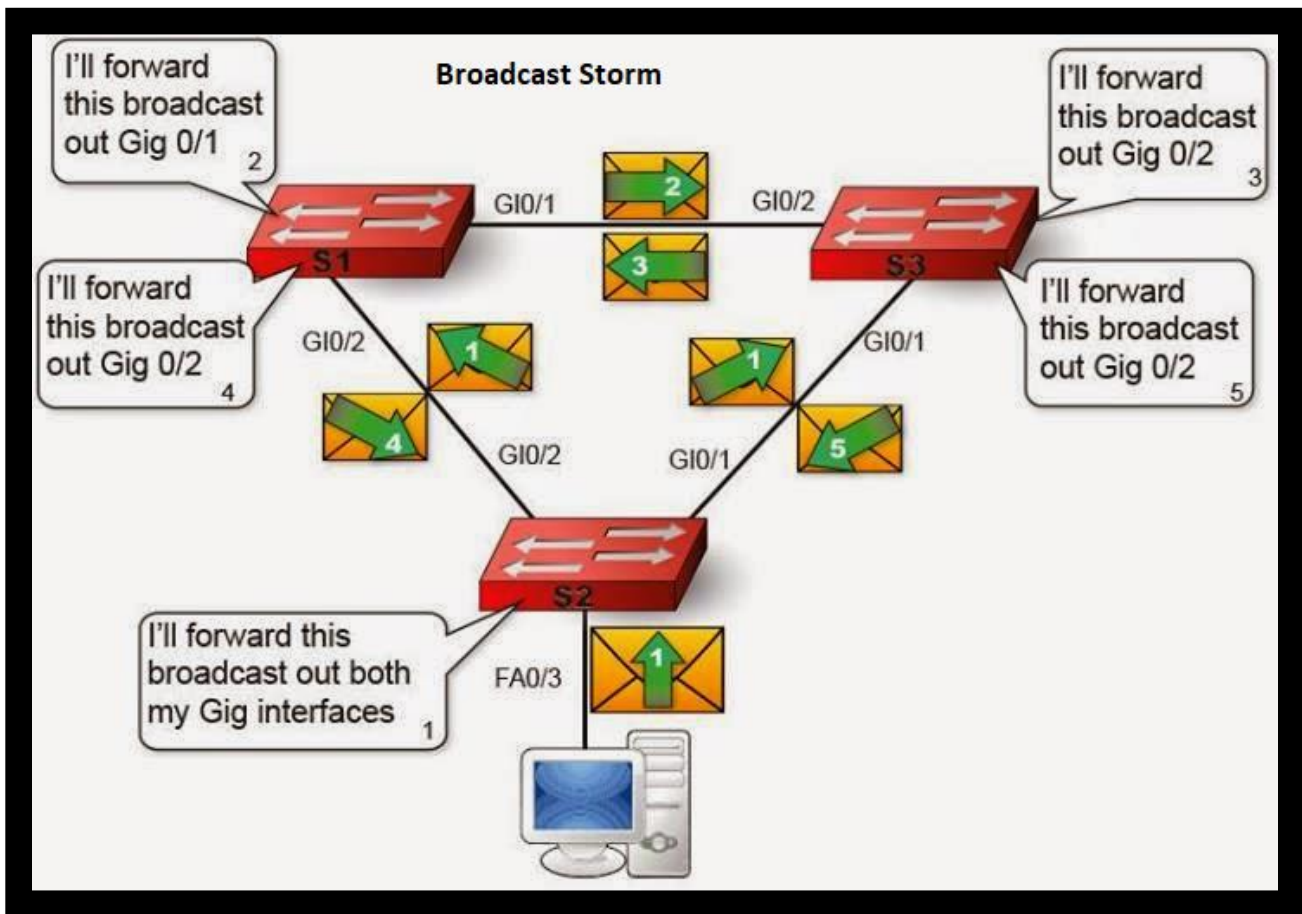 Broadcast Storm
I'll forward
this broadcast
out Gig 0/1
2
I'll forward
this broadcast
out Gig 0/2
3
GI0/1
2
GI0/2
3
S1
S3
I'll forward
this broadcast
out Gig 0/2
4
I'll forward
this broadcast
out Gig 0/2
5
GI0/2
1
1
GI0/1
4
5
GI0/2
GI0/1
S2
I'll forward this
broadcast out both
my Gig interfaces
1
FA0/3
1